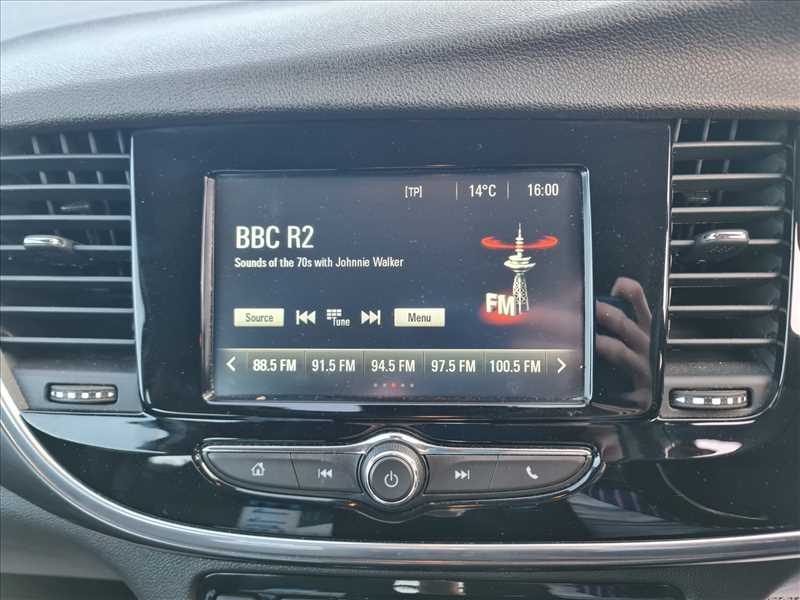 [TP] 14°C 16:00
BBC R2
Sounds of the 70s with Johnnie Walker
FM
Source Tune Menu
88.5 FM 91.5 FM 94.5 FM 97.5 FM 100.5 FM